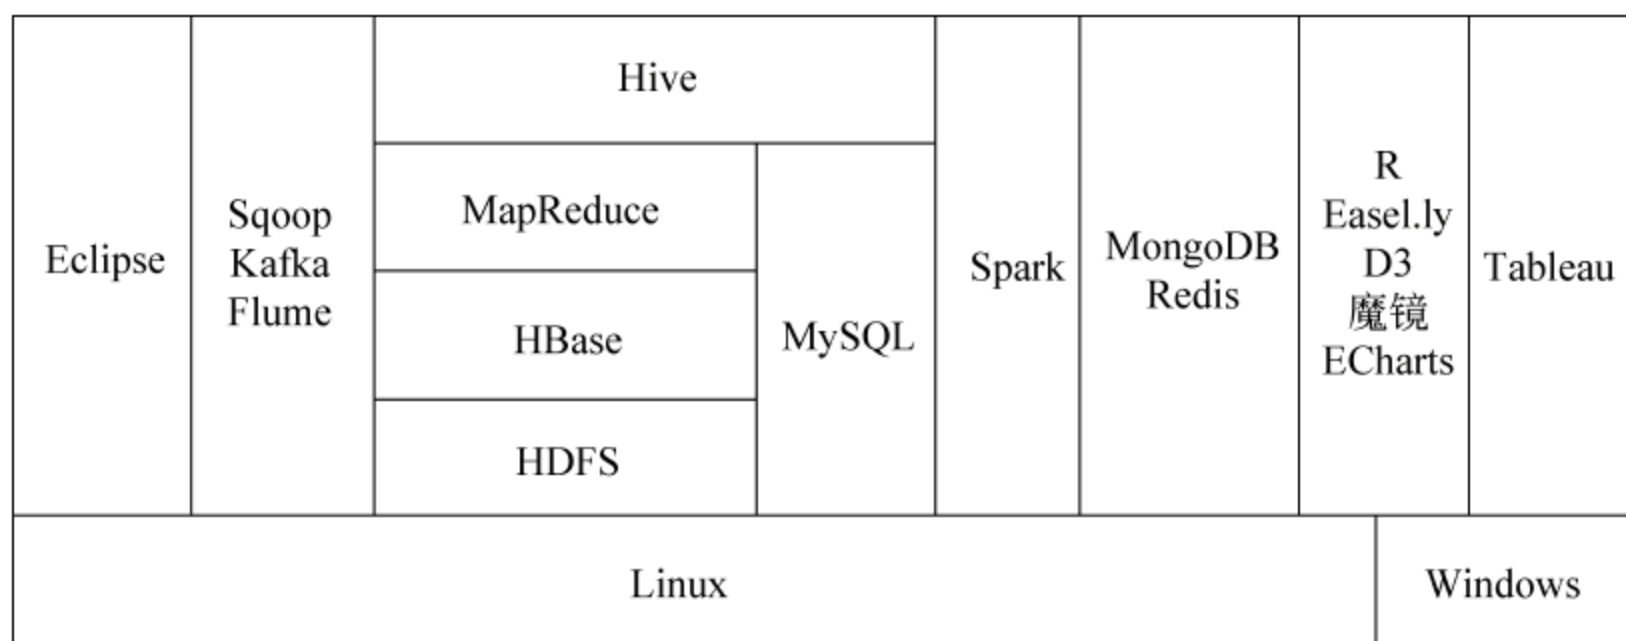 Eclipse
Sqoop
Kafka
Flume
Hive
MapReduce
HBase
HDFS
MySQL
Spark
MongoDB
Redis
R
Easel.ly
D3
魔镜
ECharts
Tableau
Linux
Windows